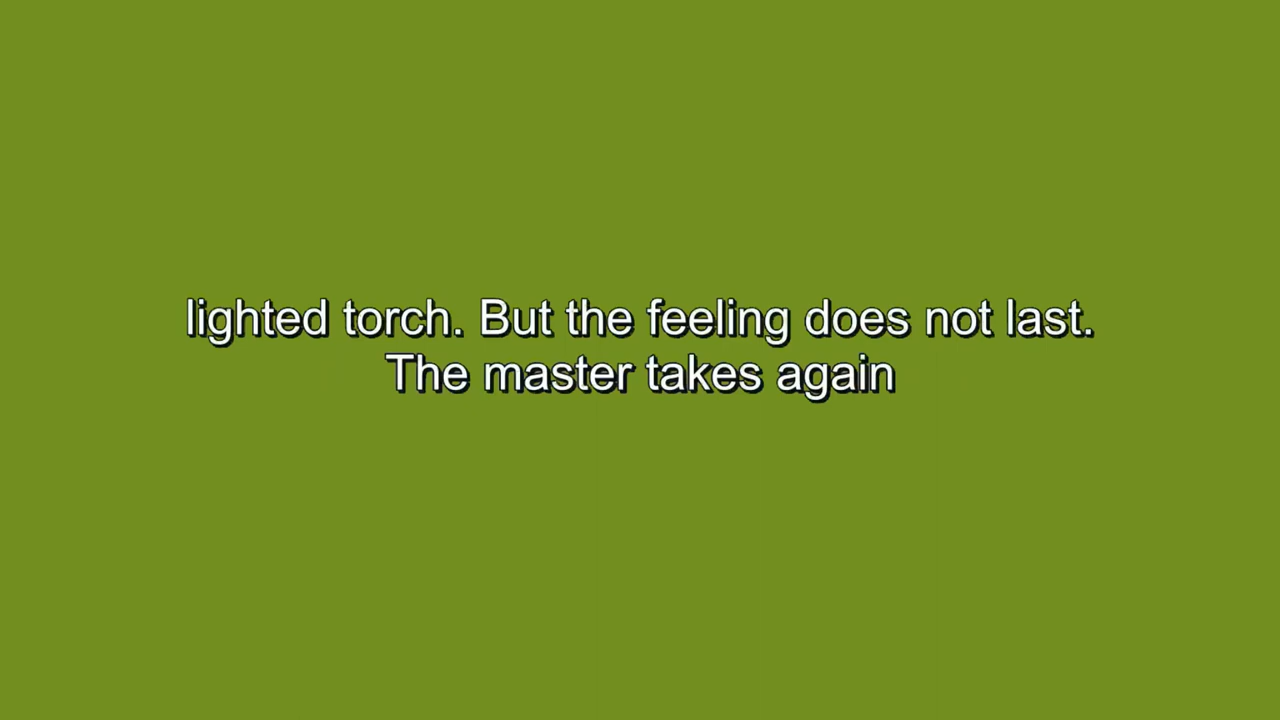 lighted torch. But the feeling does not last.
The master takes again